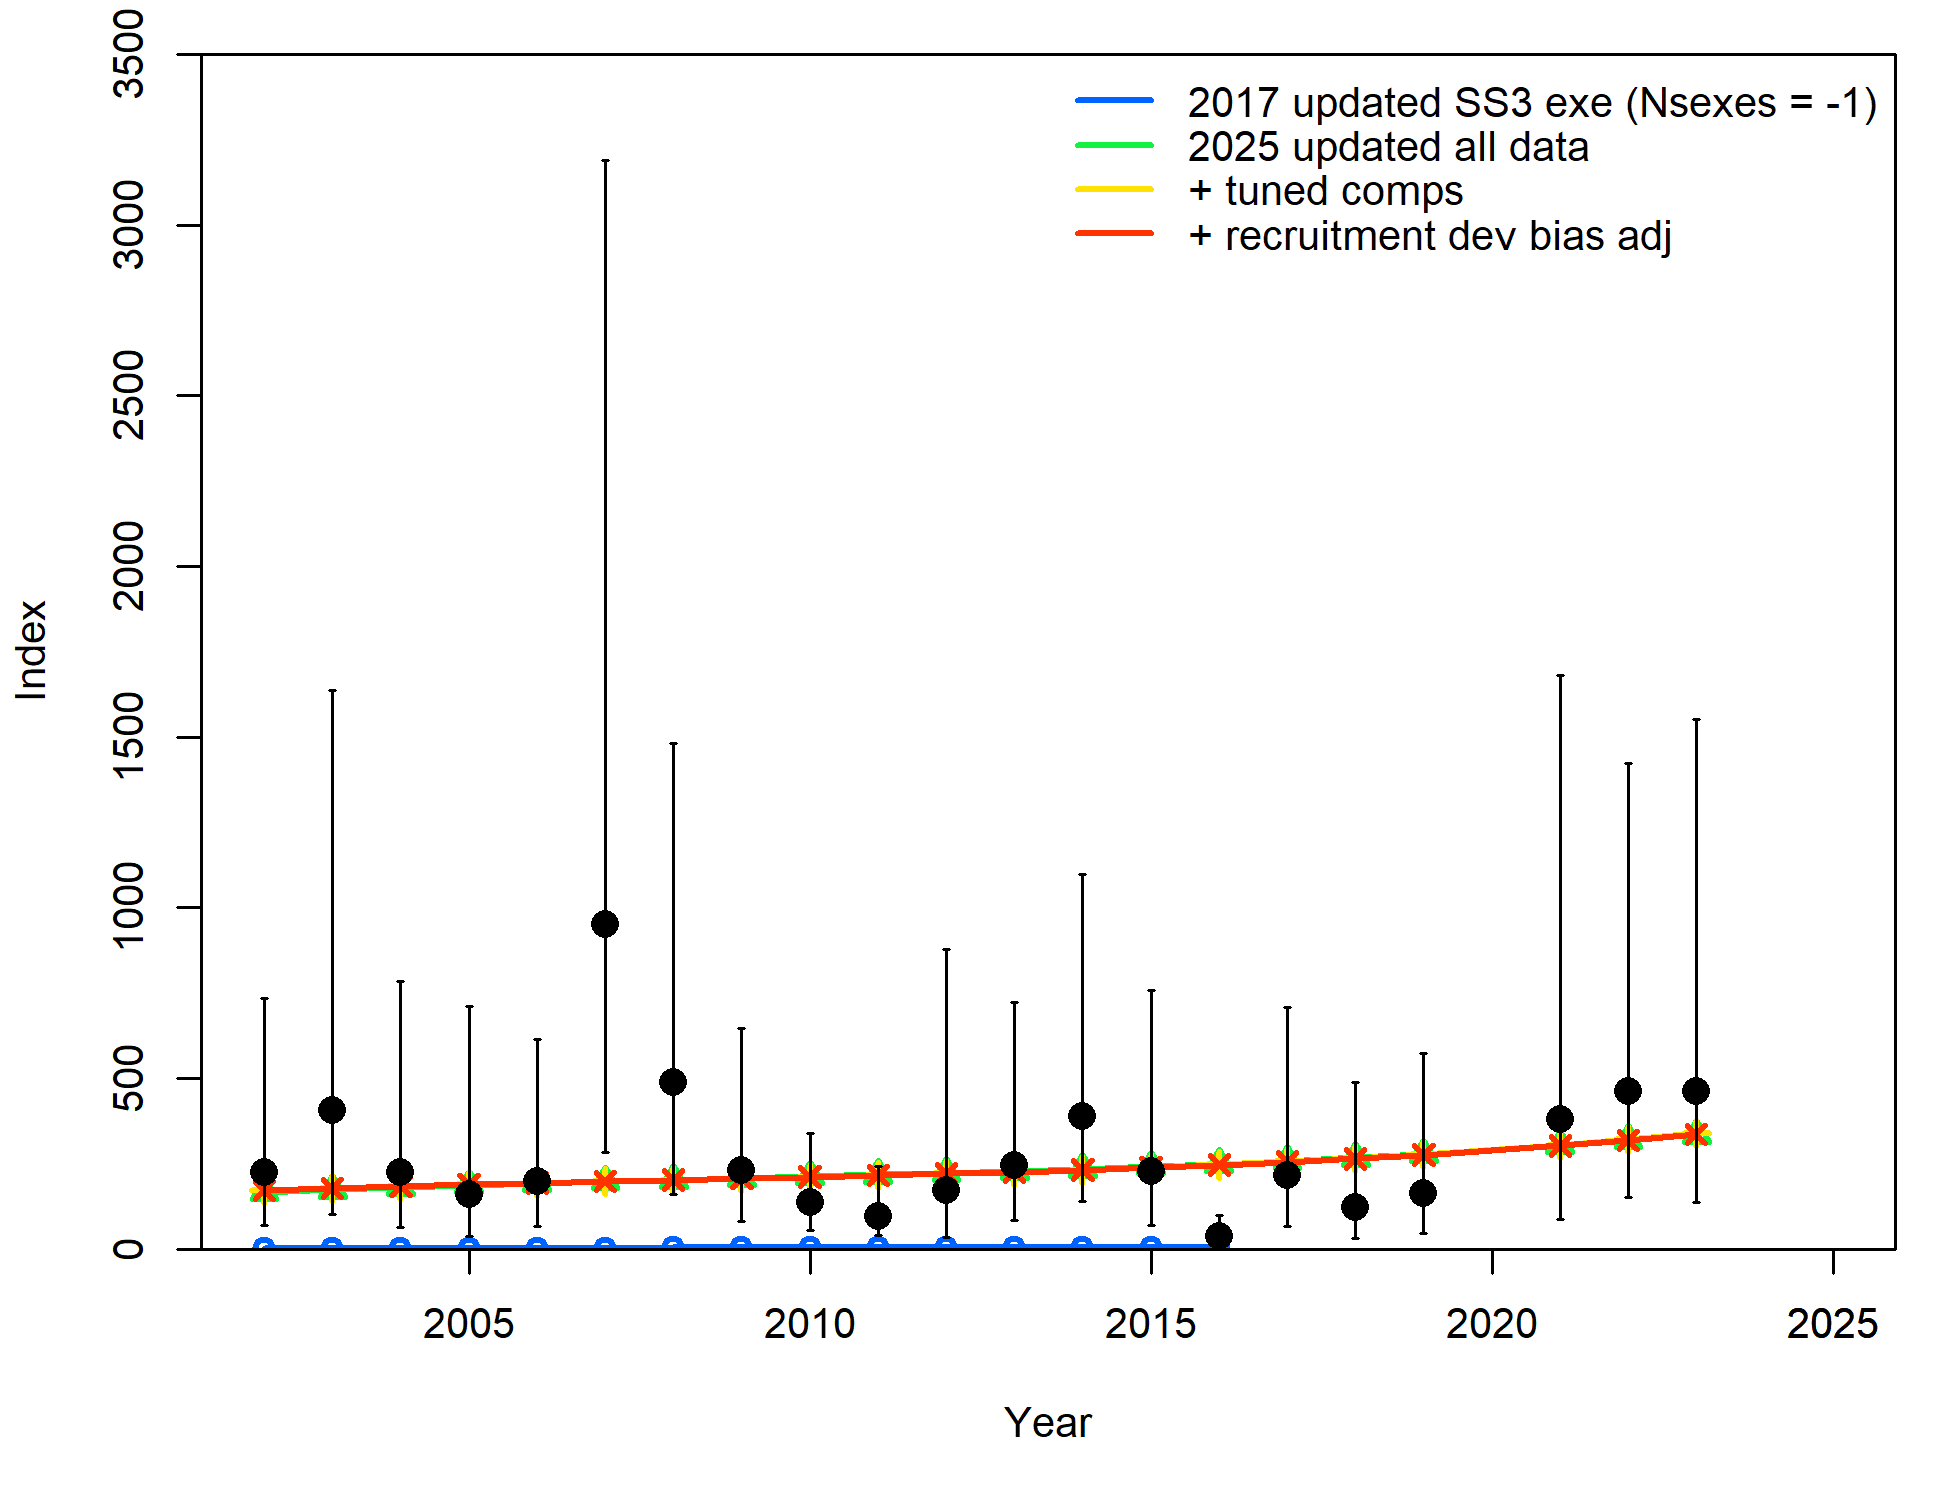 3500
3000
2500
2000
1500
1000
500
0
Index
2017 updated SS3 exe (Nsexes = -1)
2025 updated all data
+ tuned comps
+ recruitment dev bias adj
2005 2010 2015 2020 2025
Year